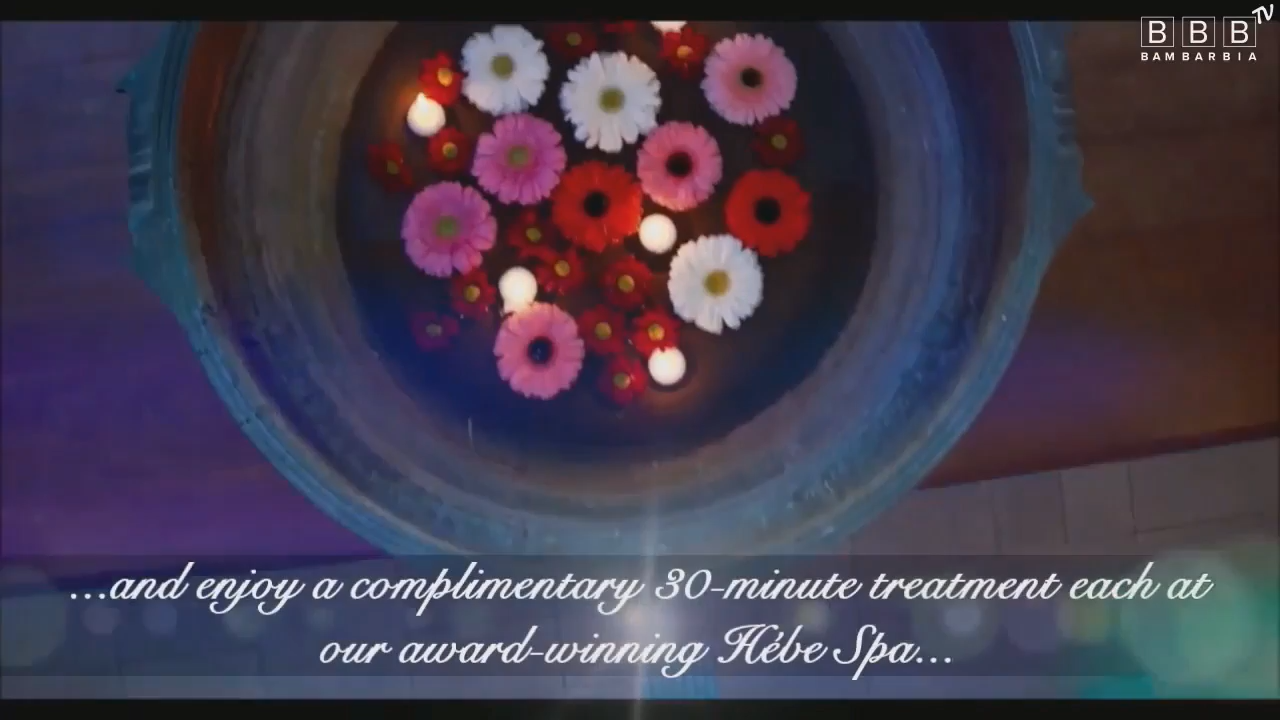 BBB TV
BAMBARBIA
...and enjoy a complimentary 30-minute treatment each at
our award-winning Hébe Spa...